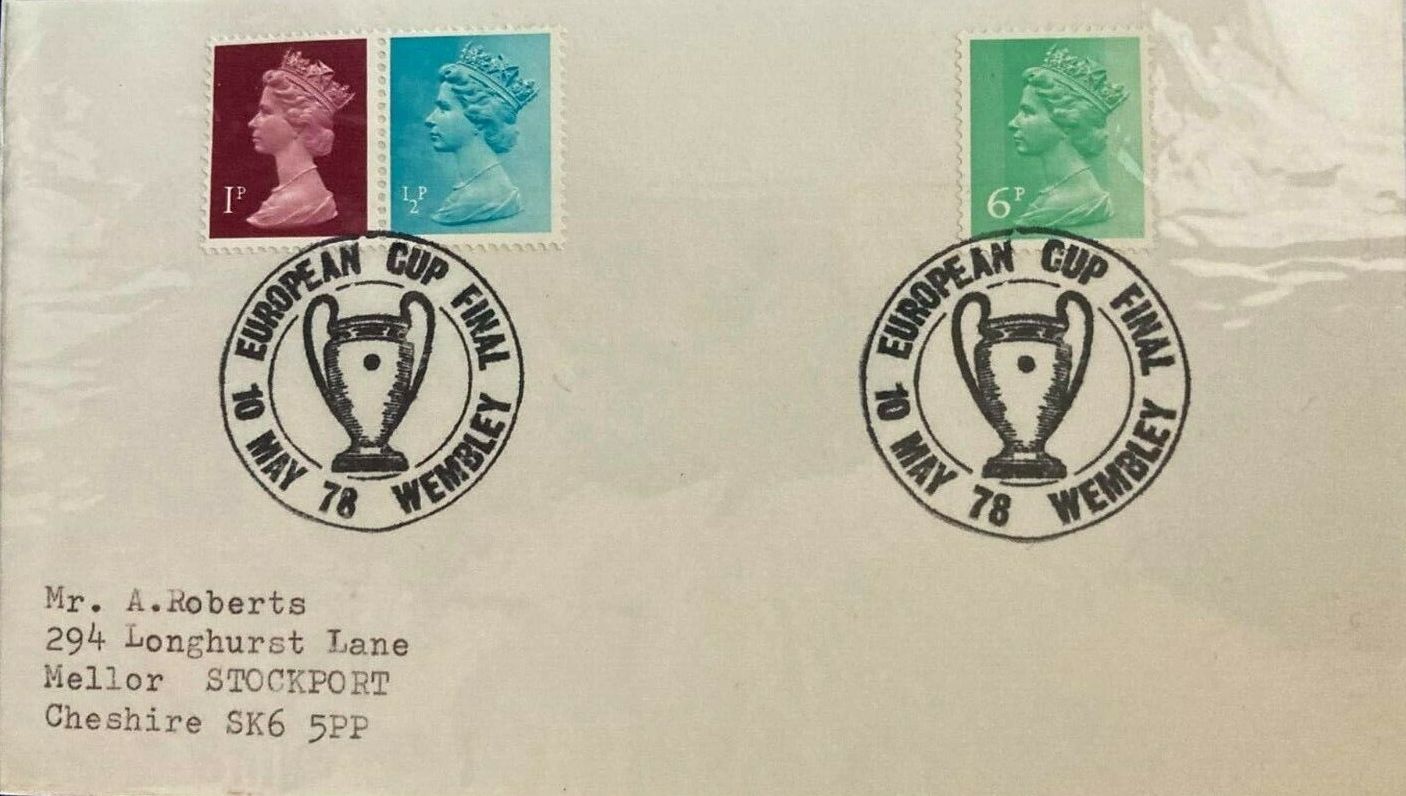 1P
½P
6P
EUROPEAN CUP FINAL
10 MAY 78 WEMBLEY
EUROPEAN CUP FINAL
10 MAY 78 WEMBLEY
Mr. A.Roberts
294 Longhurst Lane
Mellor STOCKPORT
Cheshire SK6 5PP